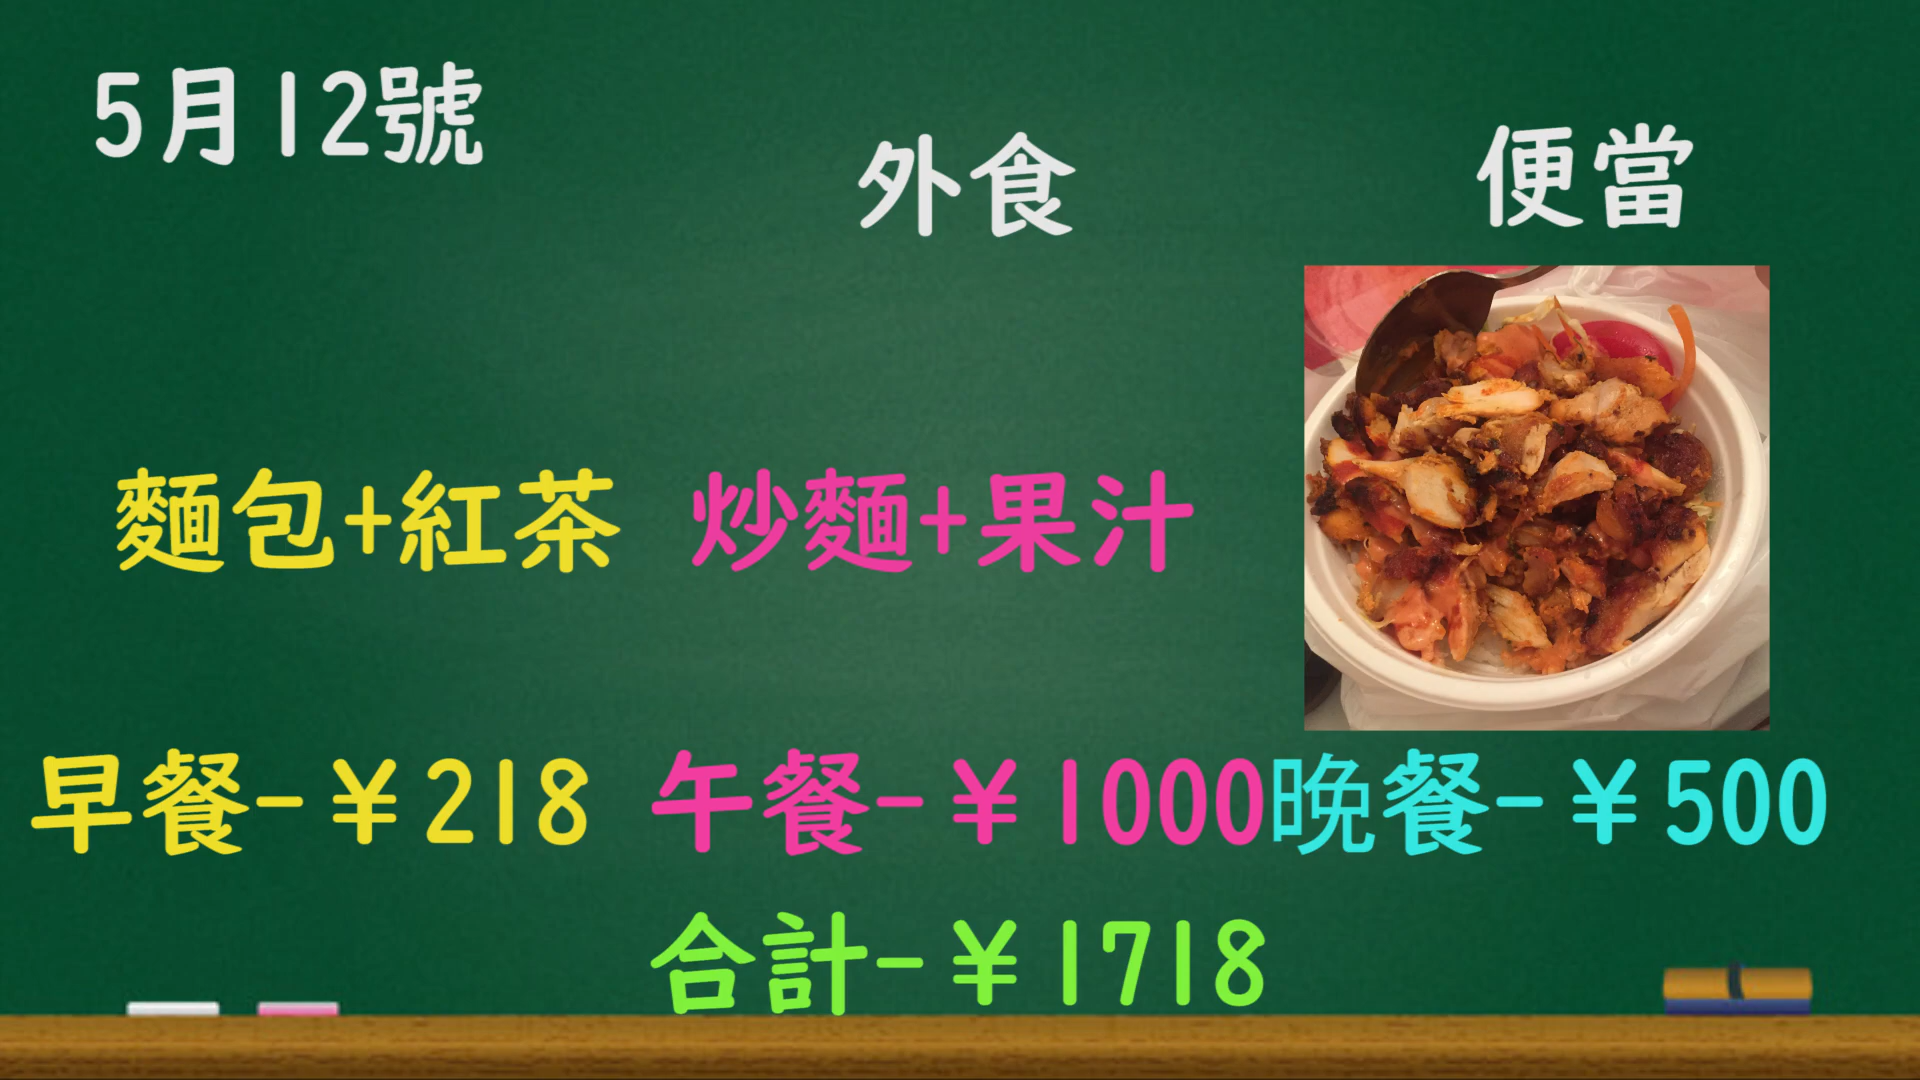 5月12號
外食
便當
麵包+紅茶
炒麵+果汁
早餐-￥218
午餐-￥1000
晚餐-￥500
合計-￥1718